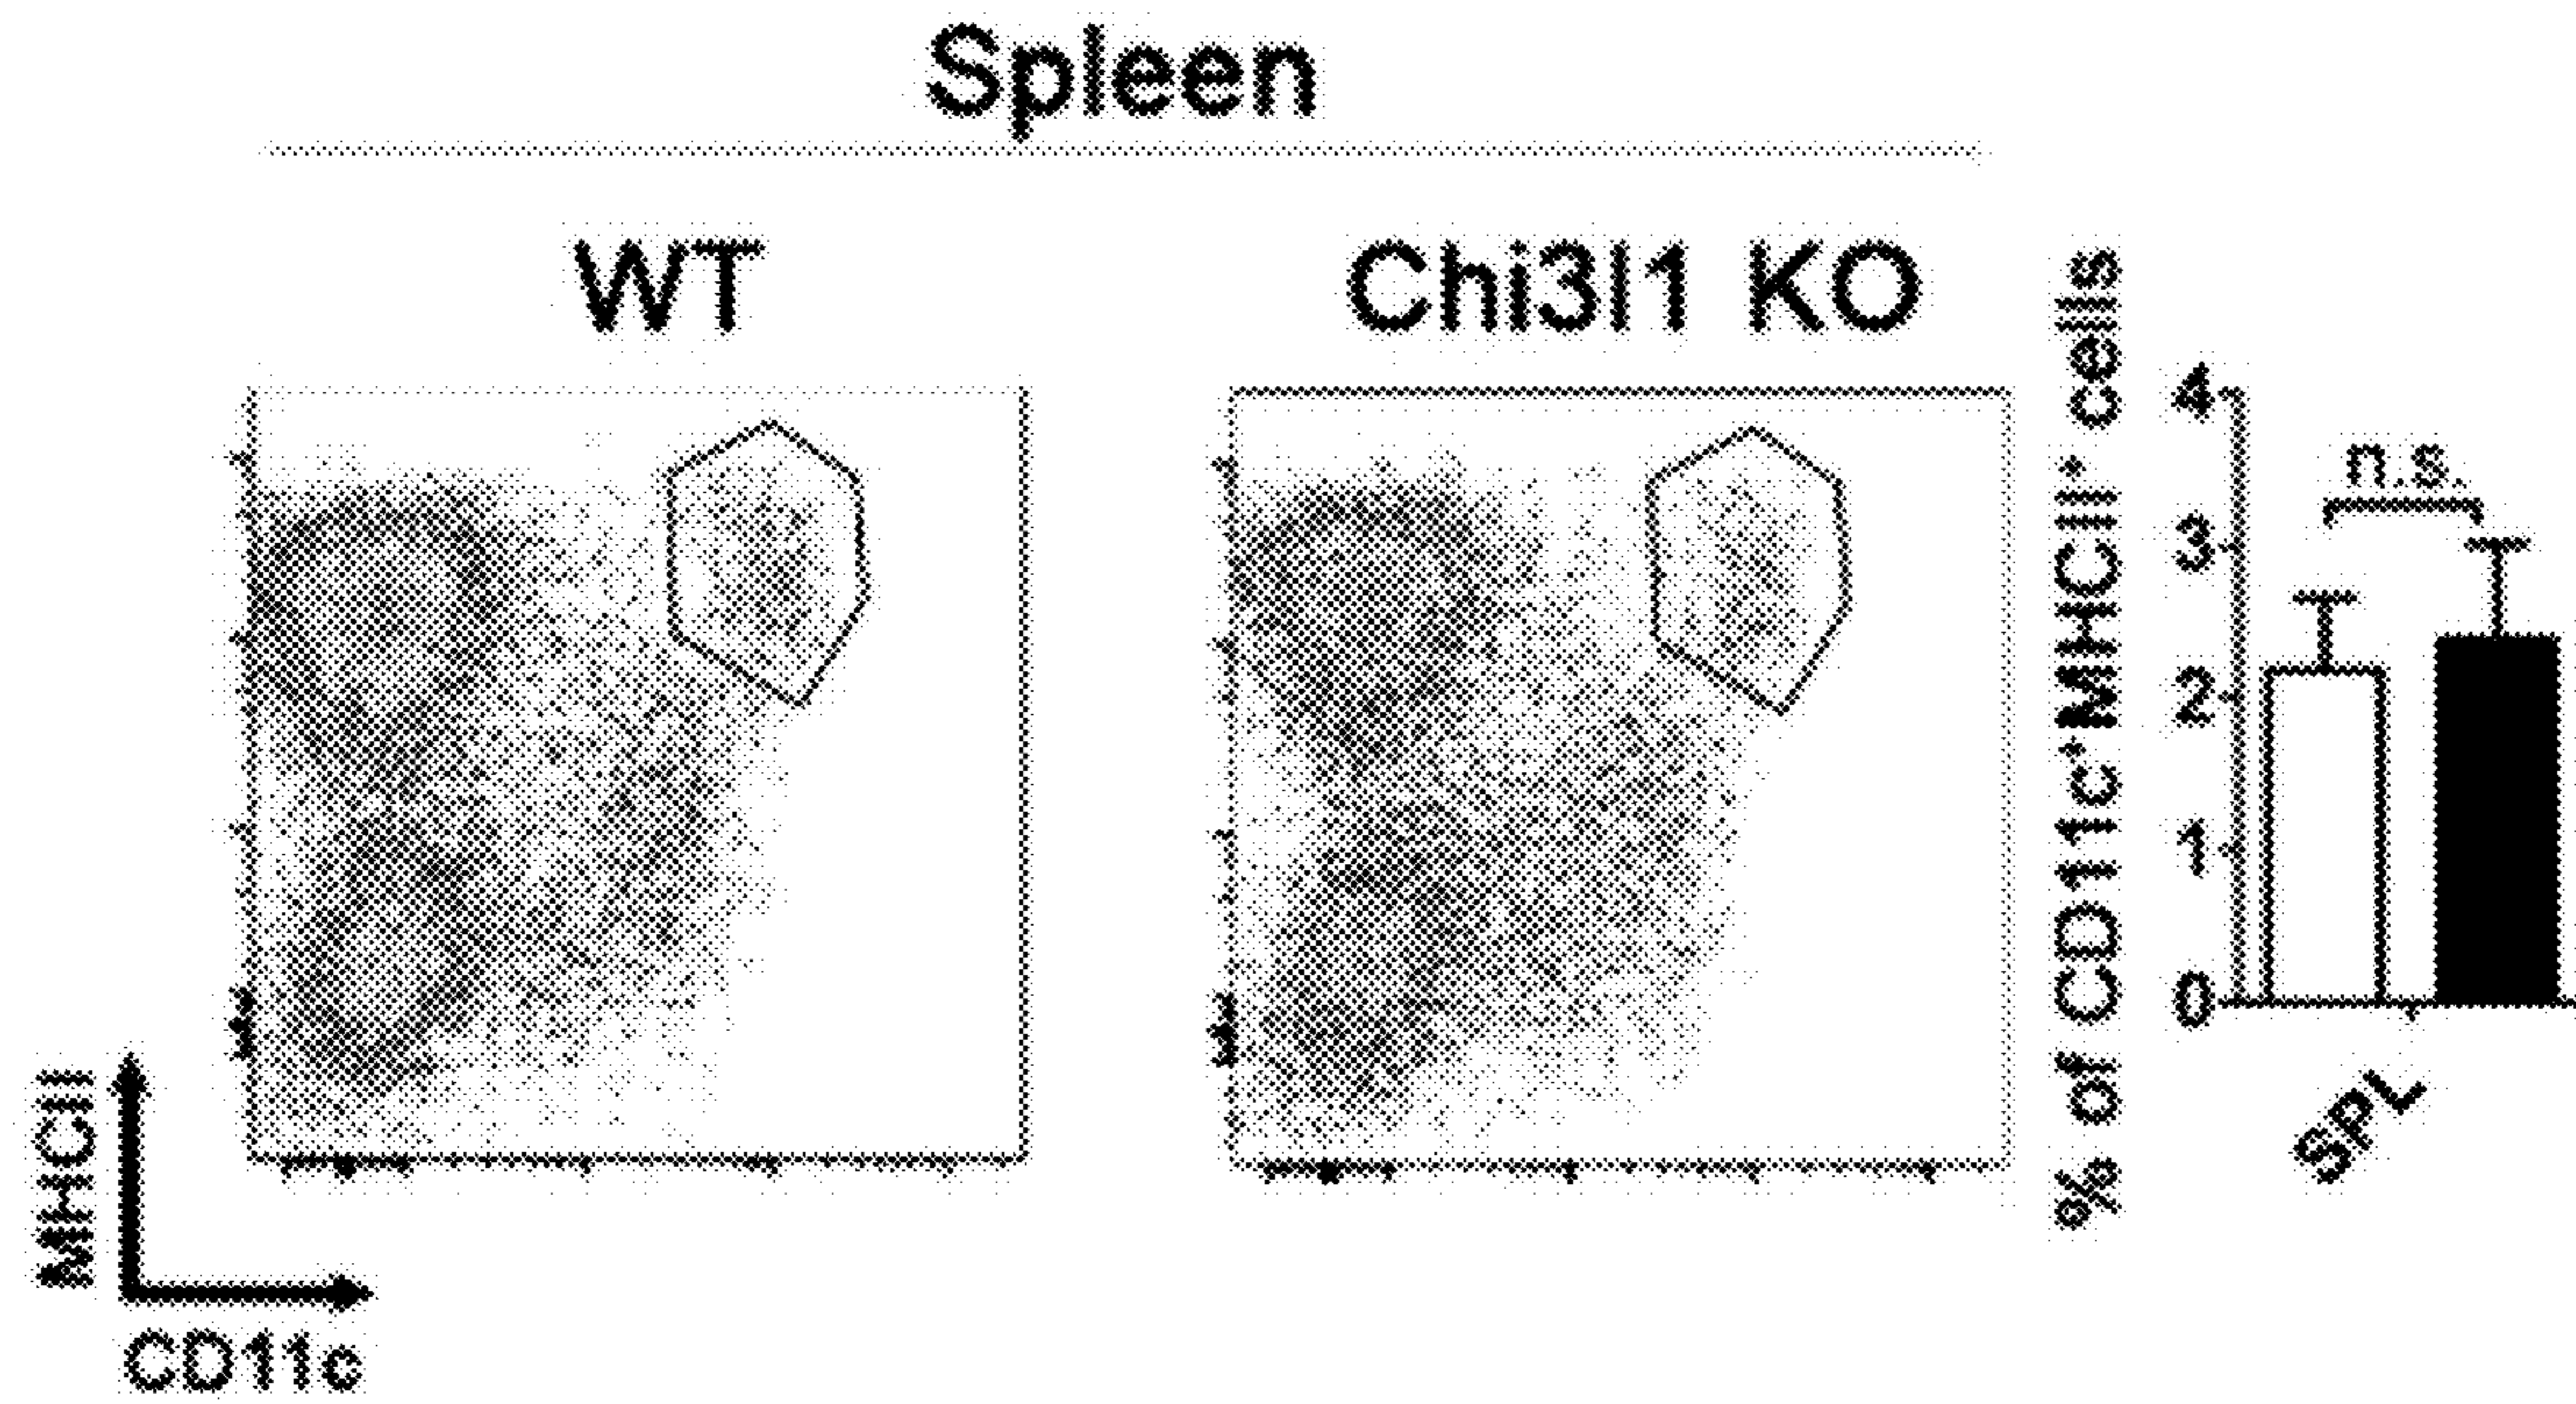 Spleen
WT
Chi3l1 KO
MHCII
CD11c
% of CD11c⁺MHCII⁺ cells
4
3
2
1
0
n.s.
SPL